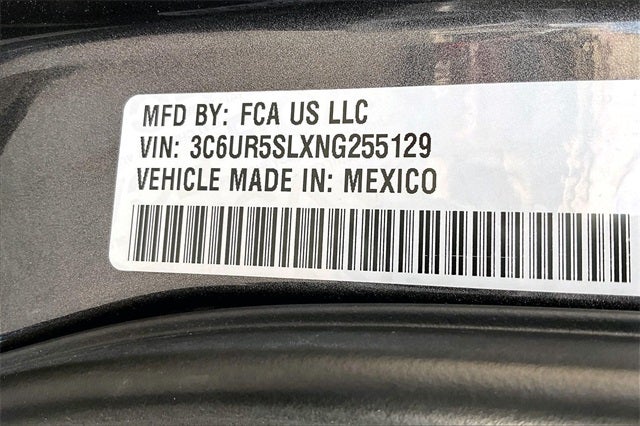 MFD BY: FCA US LLC
VIN: 3C6UR5SLXNG255129
VEHICLE MADE IN: MEXICO